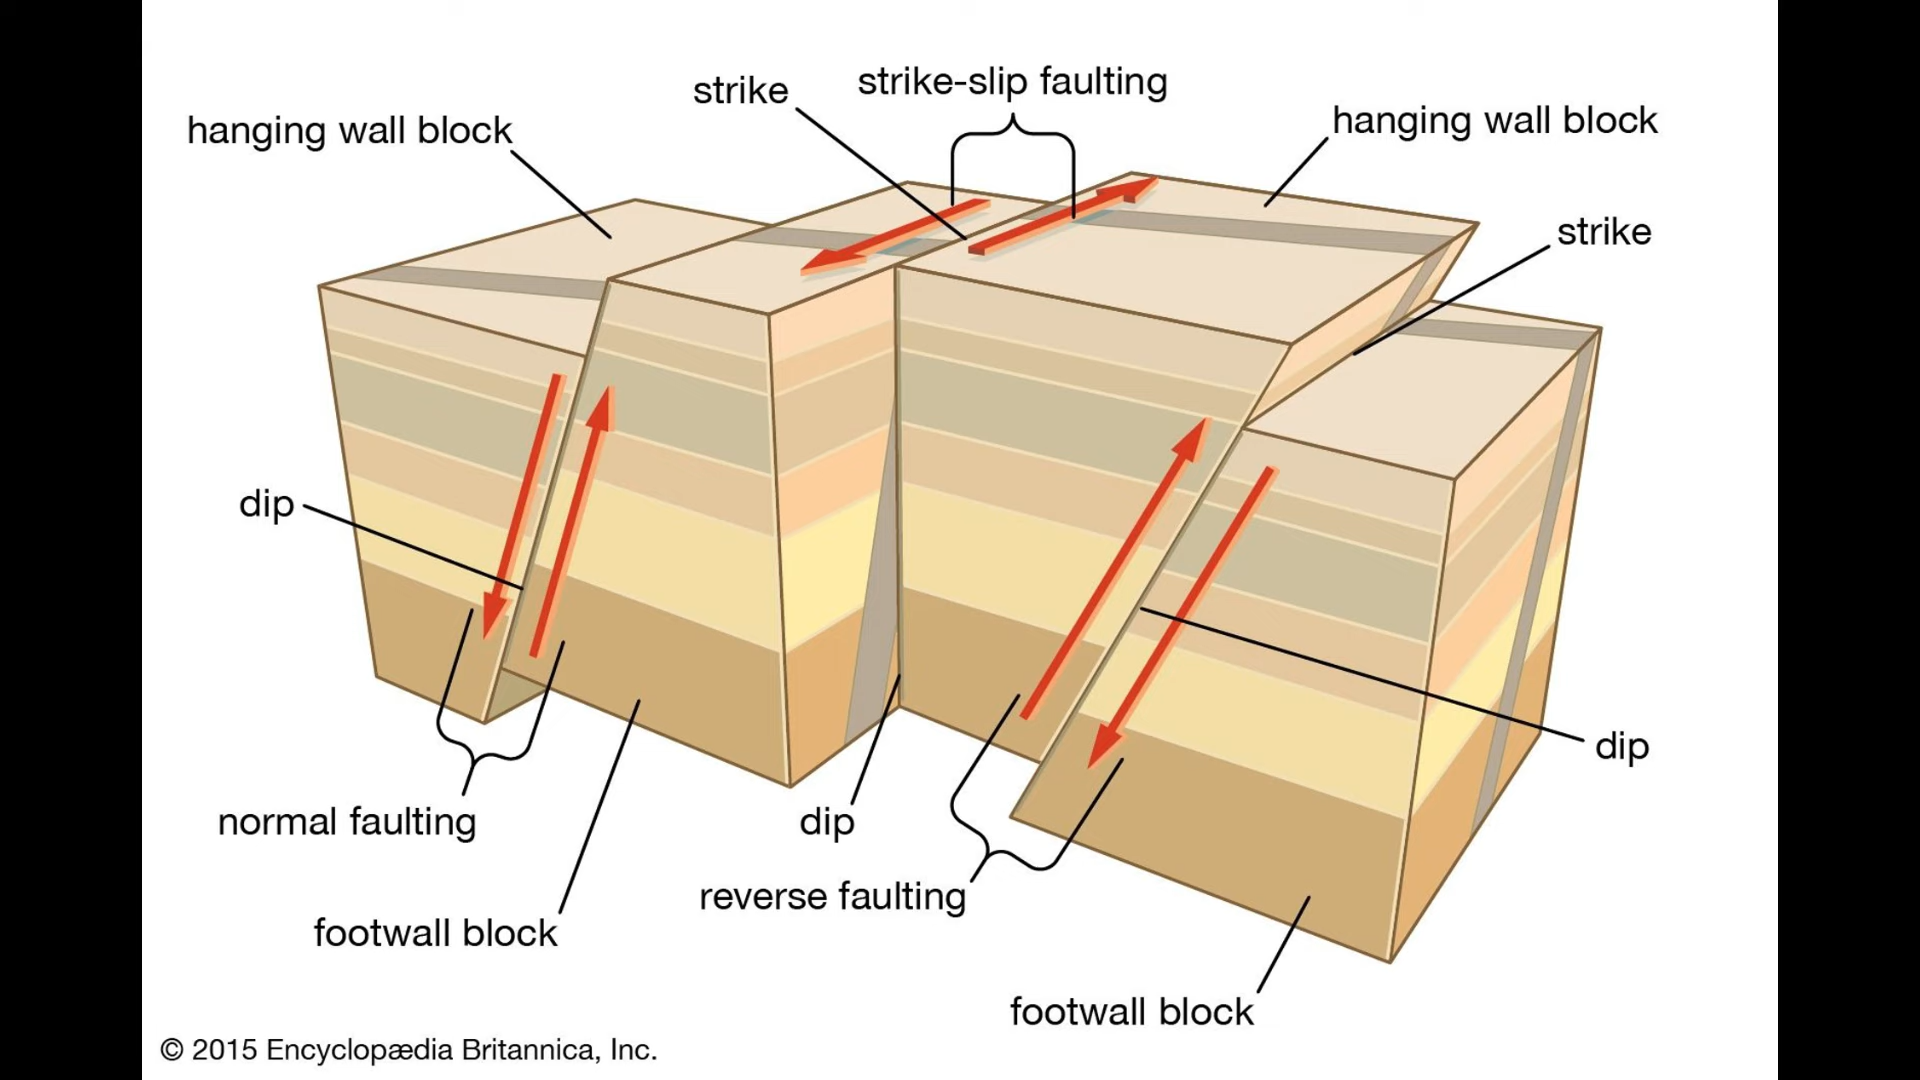 strike-slip faulting
strike
hanging wall block
hanging wall block
strike
dip
dip
normal faulting
dip
reverse faulting
footwall block
footwall block
© 2015 Encyclopædia Britannica, Inc.